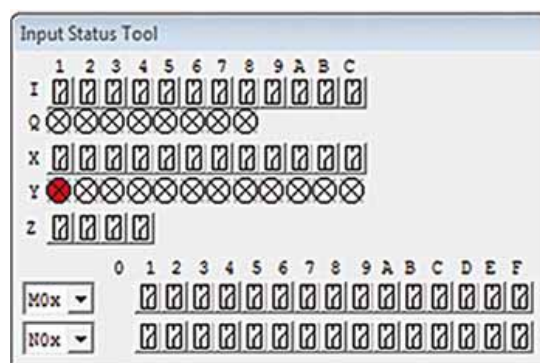 Input Status Tool
1 2 3 4 5 6 7 8 9 A B C
I
Q
X
Y
Z
0 1 2 3 4 5 6 7 8 9 A B C D E F
M0x
N0x